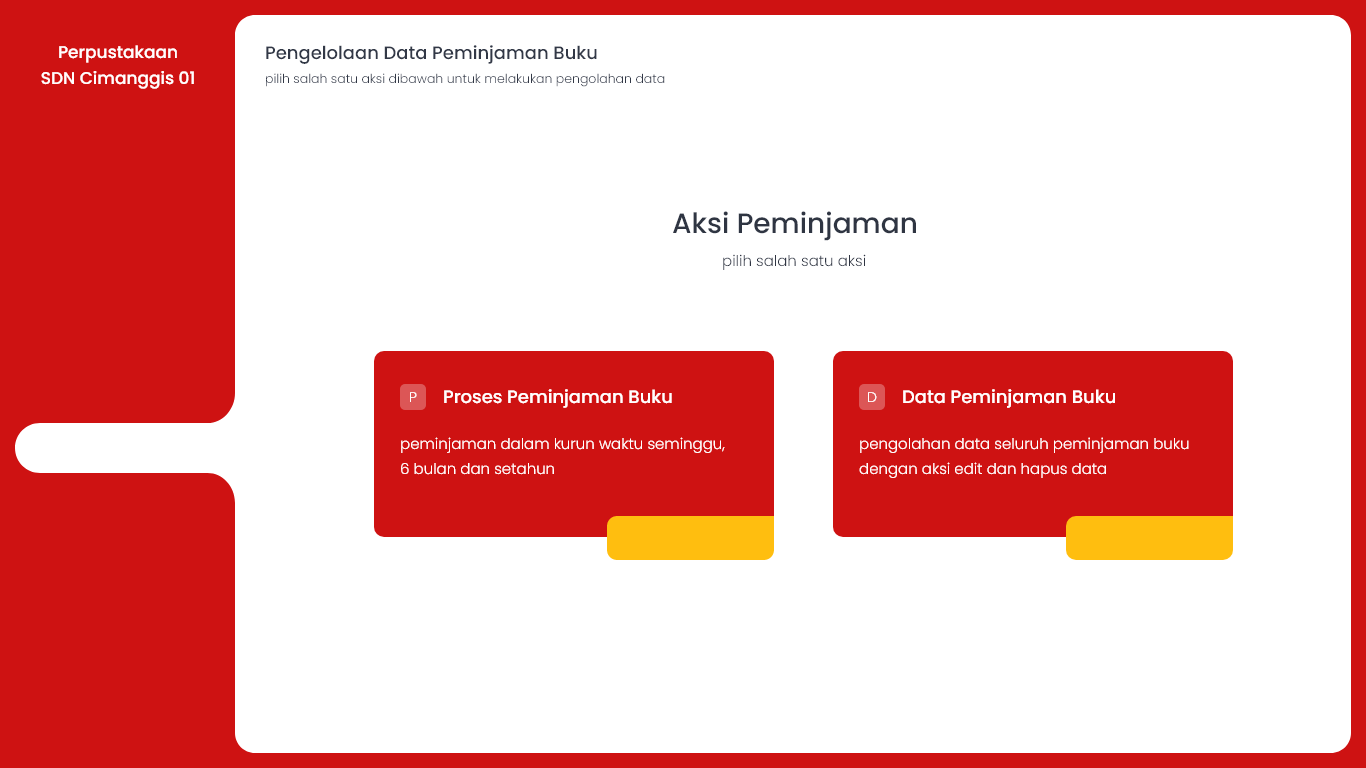 Perpustakaan
SDN Cimanggis 01
Pengelolaan Data Peminjaman Buku
pilih salah satu aksi dibawah untuk melakukan pengolahan data
Aksi Peminjaman
pilih salah satu aksi
P Proses Peminjaman Buku
peminjaman dalam kurun waktu seminggu,
6 bulan dan setahun
D Data Peminjaman Buku
pengolahan data seluruh peminjaman buku
dengan aksi edit dan hapus data